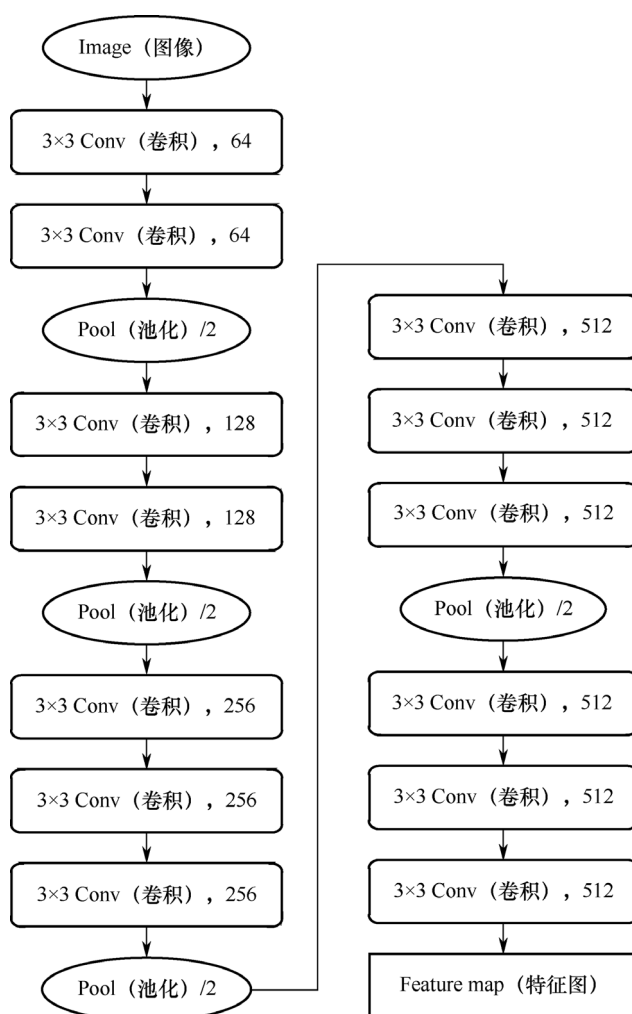 Image（图像）
3×3 Conv（卷积）, 64
3×3 Conv（卷积）, 64
Pool（池化）/2
3×3 Conv（卷积）, 128
3×3 Conv（卷积）, 128
Pool（池化）/2
3×3 Conv（卷积）, 256
3×3 Conv（卷积）, 256
3×3 Conv（卷积）, 256
Pool（池化）/2
3×3 Conv（卷积）, 512
3×3 Conv（卷积）, 512
3×3 Conv（卷积）, 512
Pool（池化）/2
3×3 Conv（卷积）, 512
3×3 Conv（卷积）, 512
3×3 Conv（卷积）, 512
Feature map（特征图）